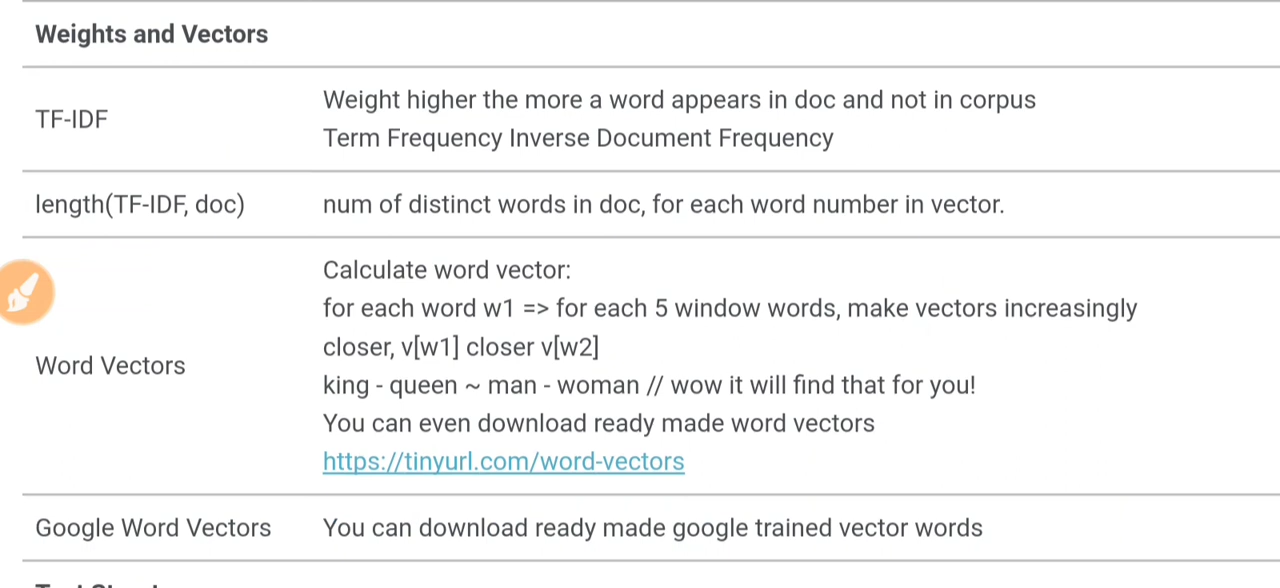 Weights and Vectors
TF-IDF
Weight higher the more a word appears in doc and not in corpus
Term Frequency Inverse Document Frequency
length(TF-IDF, doc)
num of distinct words in doc, for each word number in vector.
Word Vectors
Calculate word vector:
for each word w1 => for each 5 window words, make vectors increasingly
closer, v[w1] closer v[w2]
king - queen ~ man - woman // wow it will find that for you!
You can even download ready made word vectors
https://tinyurl.com/word-vectors
Google Word Vectors
You can download ready made google trained vector words